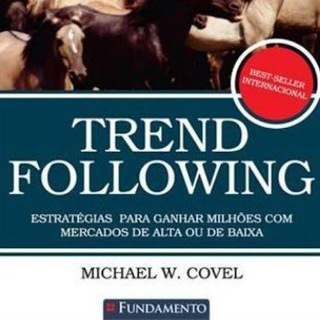 BEST-SELLER
INTERNACIONAL
TREND
FOLLOWING
ESTRATÉGIAS PARA GANHAR MILHÕES COM
MERCADOS DE ALTA OU DE BAIXA
MICHAEL W. COVEL
FUNDAMENTO